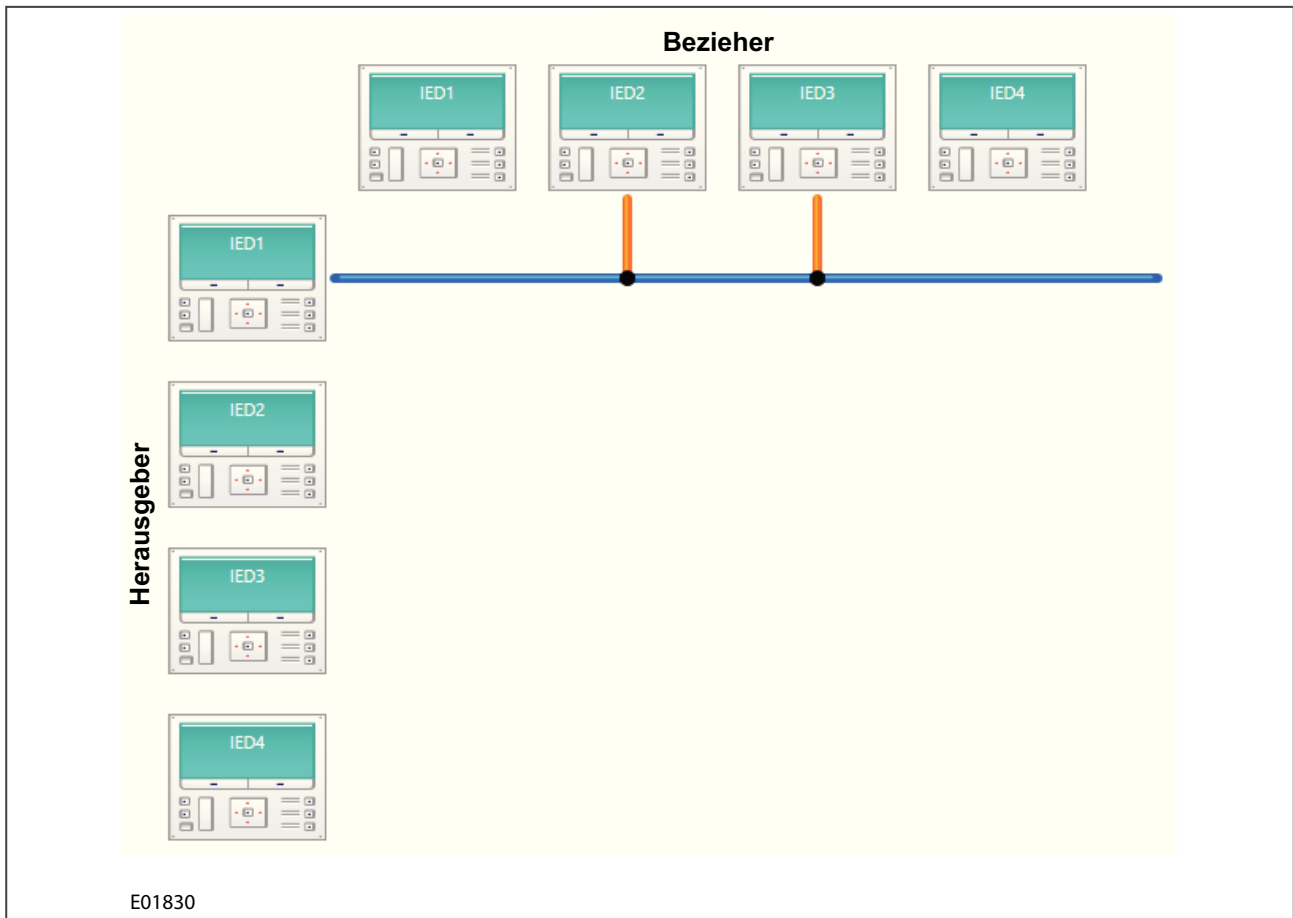 Bezieher
IED1 IED2 IED3 IED4
IED1
IED2
Herausgeber
IED3
IED4
E01830